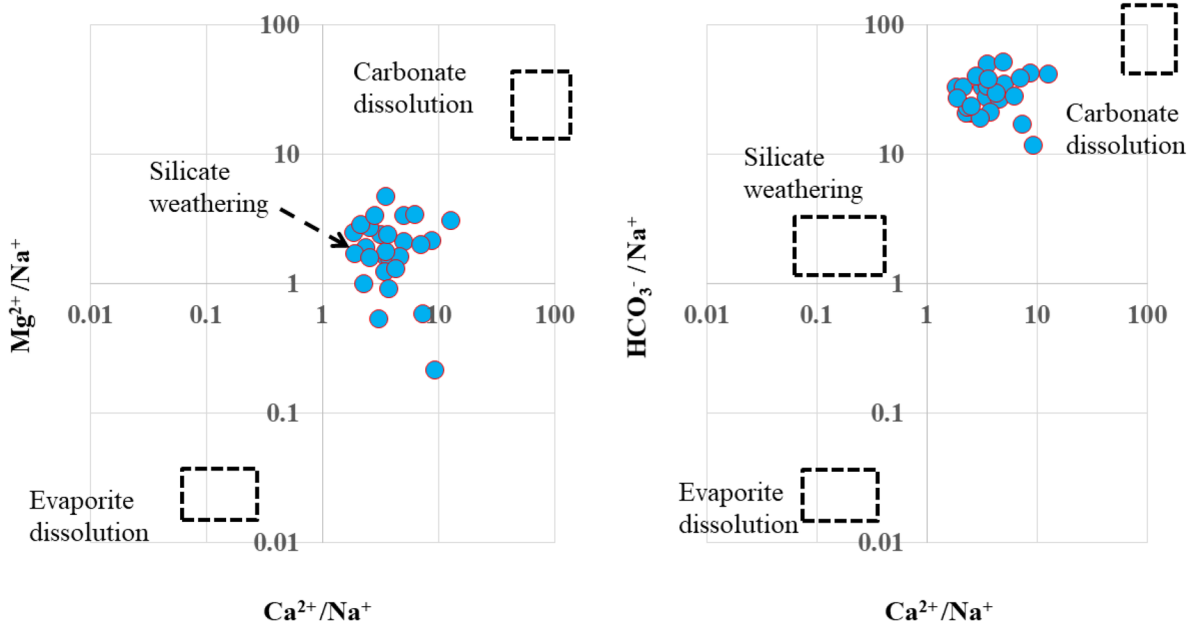 100
Carbonate
dissolution
10
Silicate
weathering
Mg²⁺/Na⁺
1
0.01 0.1 1 10 100
0.1
Evaporite
dissolution
0.01
Ca²⁺/Na⁺
100
Carbonate
dissolution
10
Silicate
weathering
HCO₃⁻/Na⁺
1
0.01 0.1 1 10 100
0.1
Evaporite
dissolution
0.01
Ca²⁺/Na⁺